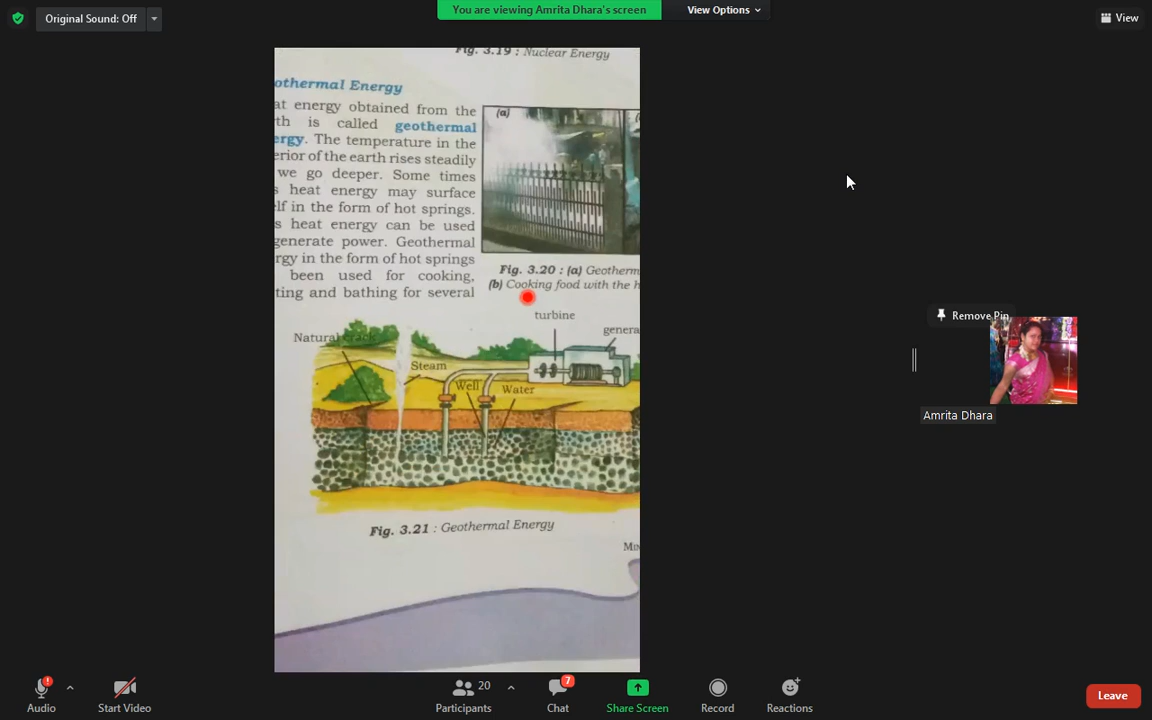 Original Sound: Off
You are viewing Amrita Dhara's screen
View Options
View
Fig. 3.19 : Nuclear Energy
othermal Energy
at energy obtained from the
th is called geothermal
ergy. The temperature in the
erior of the earth rises steadily
we go deeper. Some times
s heat energy may surface
elf in the form of hot springs.
s heat energy can be used
generate power. Geothermal
rgy in the form of hot springs
been used for cooking,
ting and bathing for several
(a)
Fig. 3.20 : (a) Geotherm
(b) Cooking food with the h
turbine
genera
Natural crack
Steam
Well
Water
Fig. 3.21 : Geothermal Energy
Remove Pin
Amrita Dhara
Audio
Start Video
20
Participants
7
Chat
Share Screen
Record
Reactions
Leave